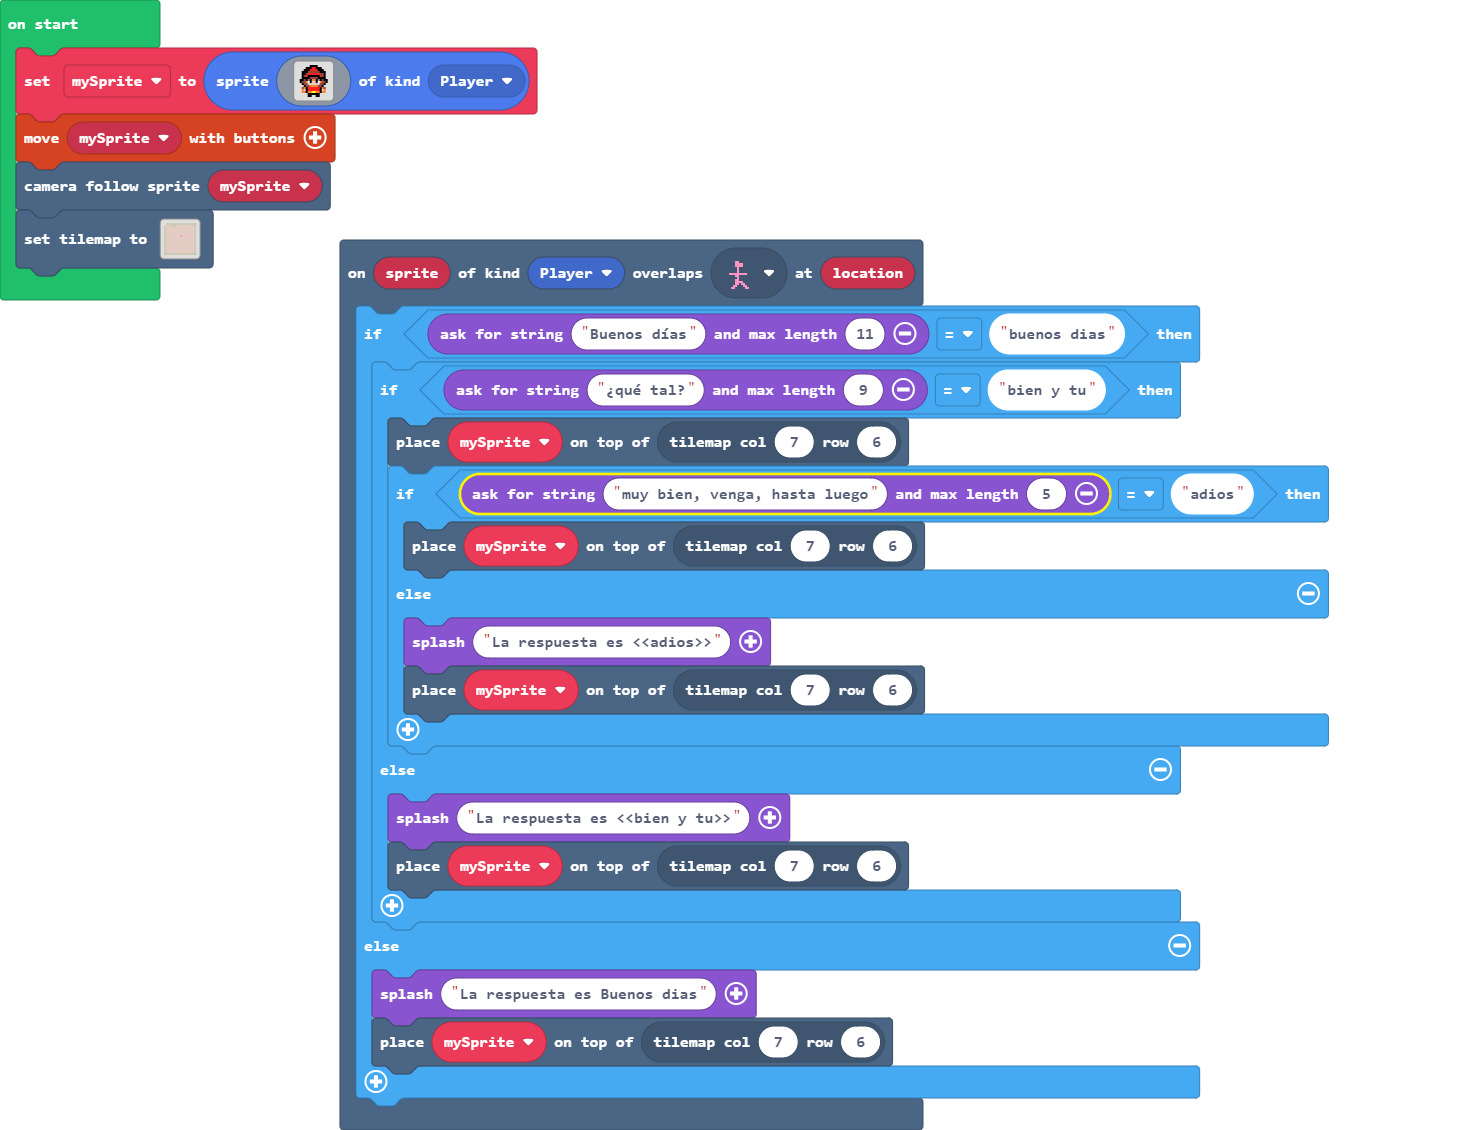 on start
set mySprite to sprite of kind Player
move mySprite with buttons
camera follow sprite mySprite
set tilemap to
on sprite of kind Player overlaps at location
if ask for string "Buenos días" and max length 11 = "buenos dias" then
if ask for string "¿qué tal?" and max length 9 = "bien y tu" then
place mySprite on top of tilemap col 7 row 6
if ask for string "muy bien, venga, hasta luego" and max length 5 = "adios" then
place mySprite on top of tilemap col 7 row 6
else
splash "La respuesta es <<adios>>"
place mySprite on top of tilemap col 7 row 6
else
splash "La respuesta es <<bien y tu>>"
place mySprite on top of tilemap col 7 row 6
else
splash "La respuesta es Buenos dias"
place mySprite on top of tilemap col 7 row 6